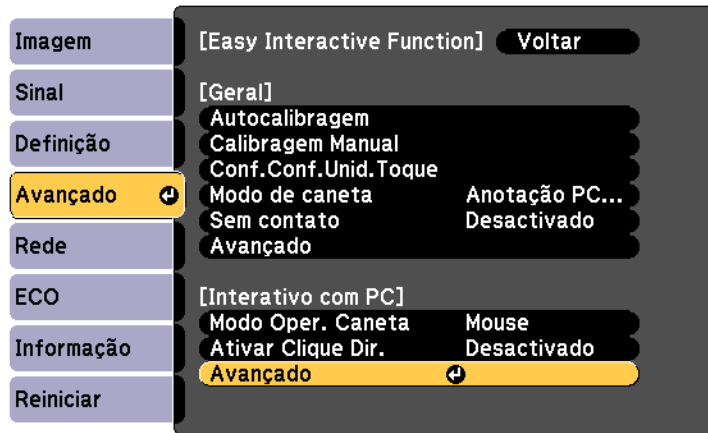 Imagem
Sinal
Definição
Avançado
Rede
ECO
Informação
Reiniciar
[Easy Interactive Function] Voltar
[Geral]
Autocalibragem
Calibragem Manual
Conf.Conf.Unid.Toque
Modo de caneta Anotação PC...
Sem contato Desactivado
Avançado
[Interativo com PC]
Modo Oper. Caneta Mouse
Ativar Clique Dir. Desactivado
Avançado